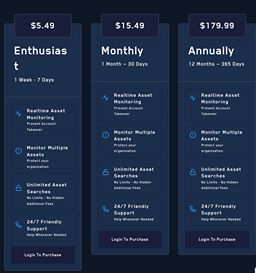 $5.49
Enthusias
t
1 Week - 7 Days
Realtime Asset
Monitoring
Prevent Account
Takeover
Monitor Multiple
Assets
Protect your
organization
Unlimited Asset
Searches
No Limits - No Hidden
Additional Fees
24/7 Friendly
Support
Help Whenever Needed
Login To Purchase
$15.49
Monthly
1 Month – 30 Days
Realtime Asset
Monitoring
Prevent Account
Takeover
Monitor Multiple
Assets
Protect your
organization
Unlimited Asset
Searches
No Limits - No Hidden
Additional Fees
24/7 Friendly
Support
Help Whenever Needed
Login To Purchase
$179.99
Annually
12 Months – 365 Days
Realtime Asset
Monitoring
Prevent Account
Takeover
Monitor Multiple
Assets
Protect your
organization
Unlimited Asset
Searches
No Limits - No Hidden
Additional Fees
24/7 Friendly
Support
Help Whenever Needed
Login To Purchase